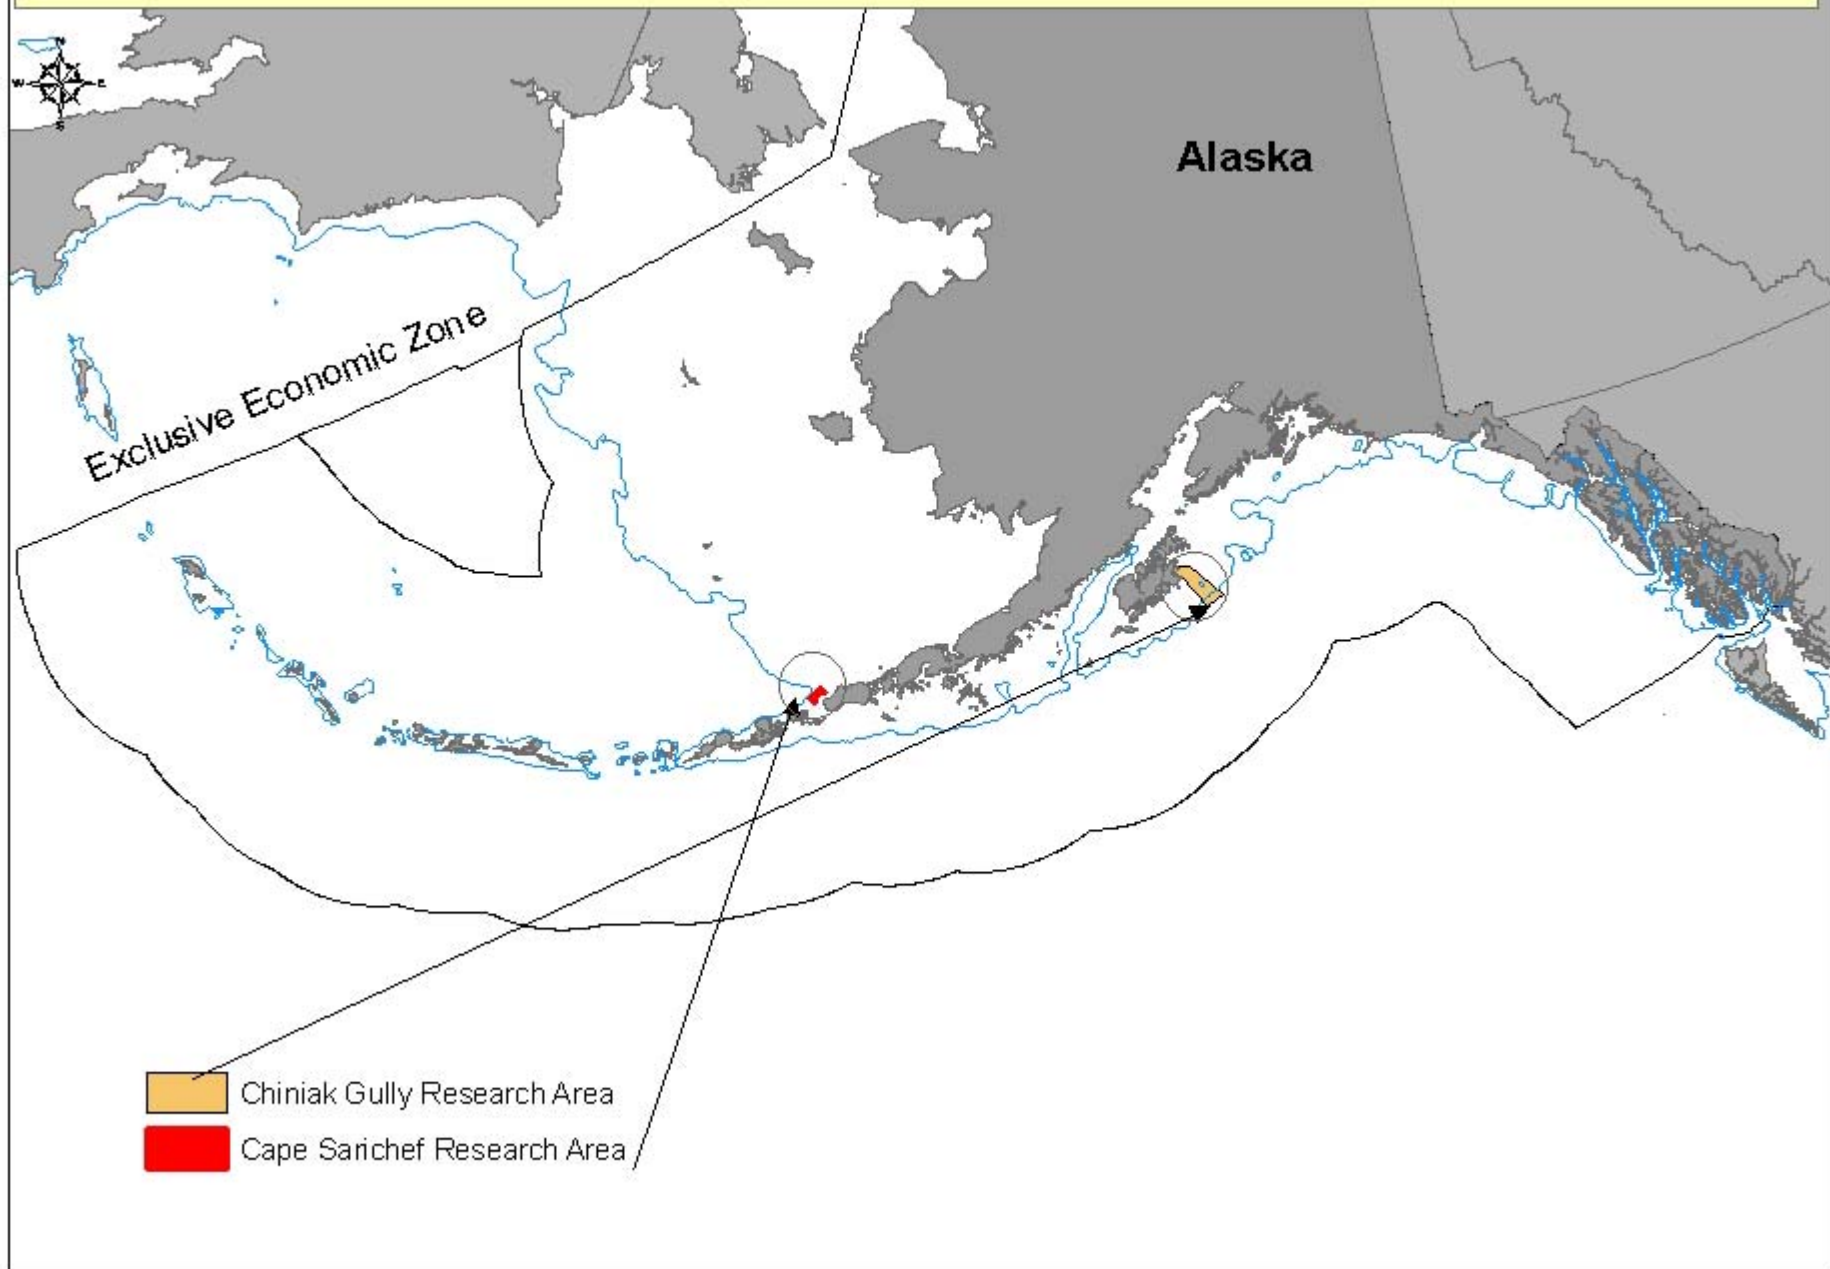 N
W E
S
Alaska
Exclusive Economic Zone
Chiniak Gully Research Area
Cape Sarichef Research Area